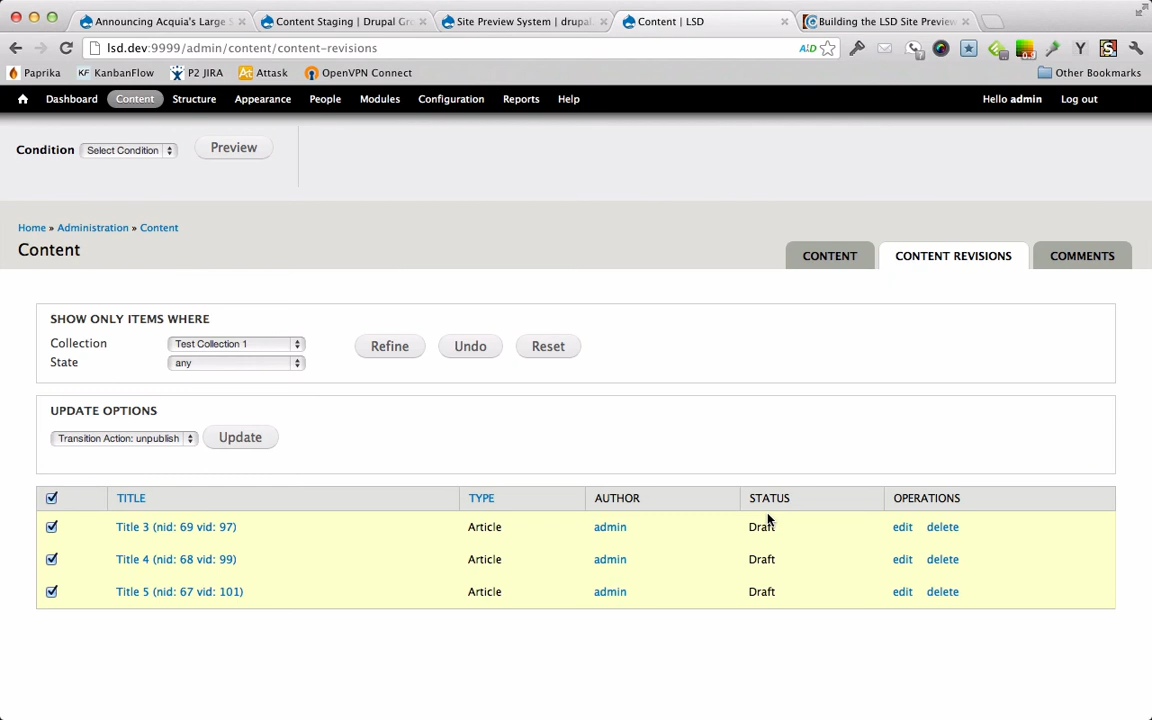 Announcing Acquia's Large S
Content Staging | Drupal Gro
Site Preview System | drupal.
Content | LSD
Building the LSD Site Preview
lsd.dev:9999/admin/content/content-revisions
Paprika
KF KanbanFlow
P2 JIRA
At Attask
OpenVPN Connect
Other Bookmarks
Dashboard
Content
Structure
Appearance
People
Modules
Configuration
Reports
Help
Hello admin
Log out
Condition
Select Condition
Preview
Home » Administration » Content
Content
CONTENT
CONTENT REVISIONS
COMMENTS
SHOW ONLY ITEMS WHERE
Collection
Test Collection 1
State
any
Refine
Undo
Reset
UPDATE OPTIONS
Transition Action: unpublish
Update
TITLE TYPE AUTHOR STATUS OPERATIONS
Title 3 (nid: 69 vid: 97) Article admin Draft edit delete
Title 4 (nid: 68 vid: 99) Article admin Draft edit delete
Title 5 (nid: 67 vid: 101) Article admin Draft edit delete